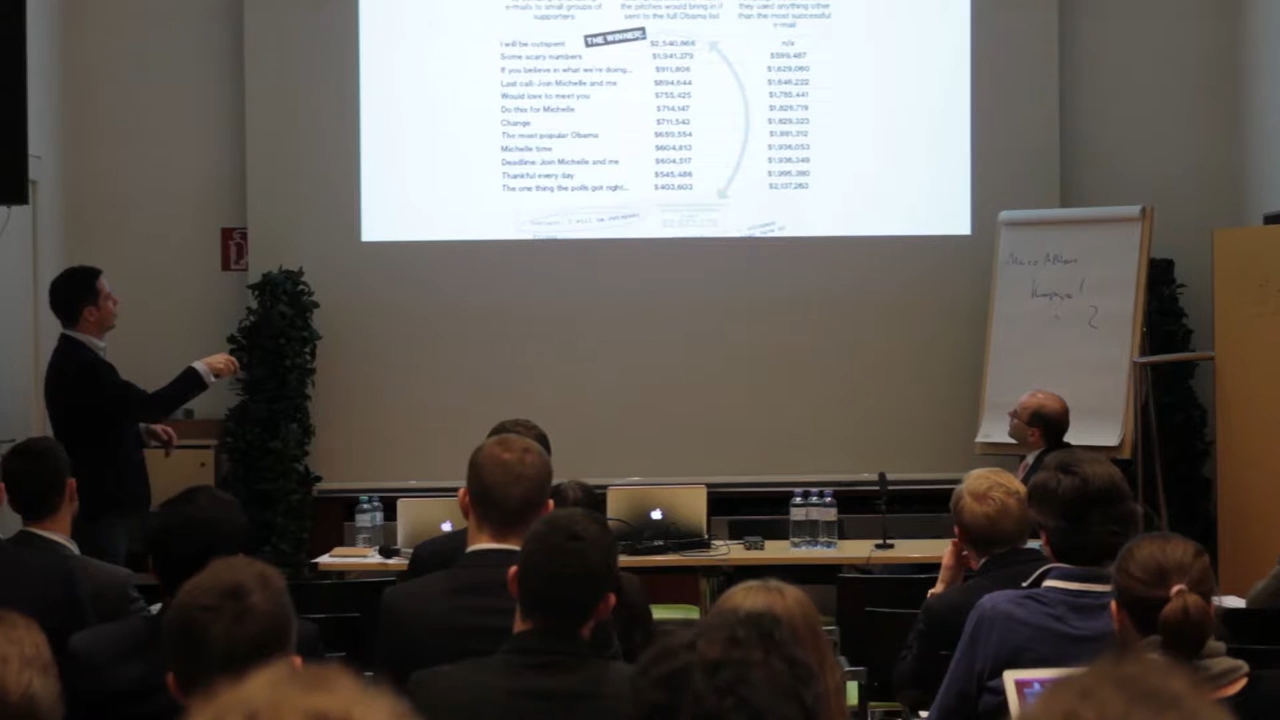 e-mails to small groups of supporters
the pitches would bring in if sent to the full Obama list
they used anything other than the most successful e-mail
THE WINNER!
I will be outspent $2,540,866 n/a
Some scary numbers $1,941,379 $599,487
If you believe in what we're doing... $911,806 $1,629,060
Last call: Join Michelle and me $894,644 $1,646,222
Would love to meet you $755,425 $1,785,441
Do this for Michelle $714,147 $1,826,719
Change $711,543 $1,829,323
The most popular Obama $659,554 $1,881,312
Michelle time $604,813 $1,936,053
Deadline: Join Michelle and me $604,517 $1,936,349
Thankful every day $545,486 $1,995,380
The one thing the polls got right... $403,603 $2,137,263
I will be outspent